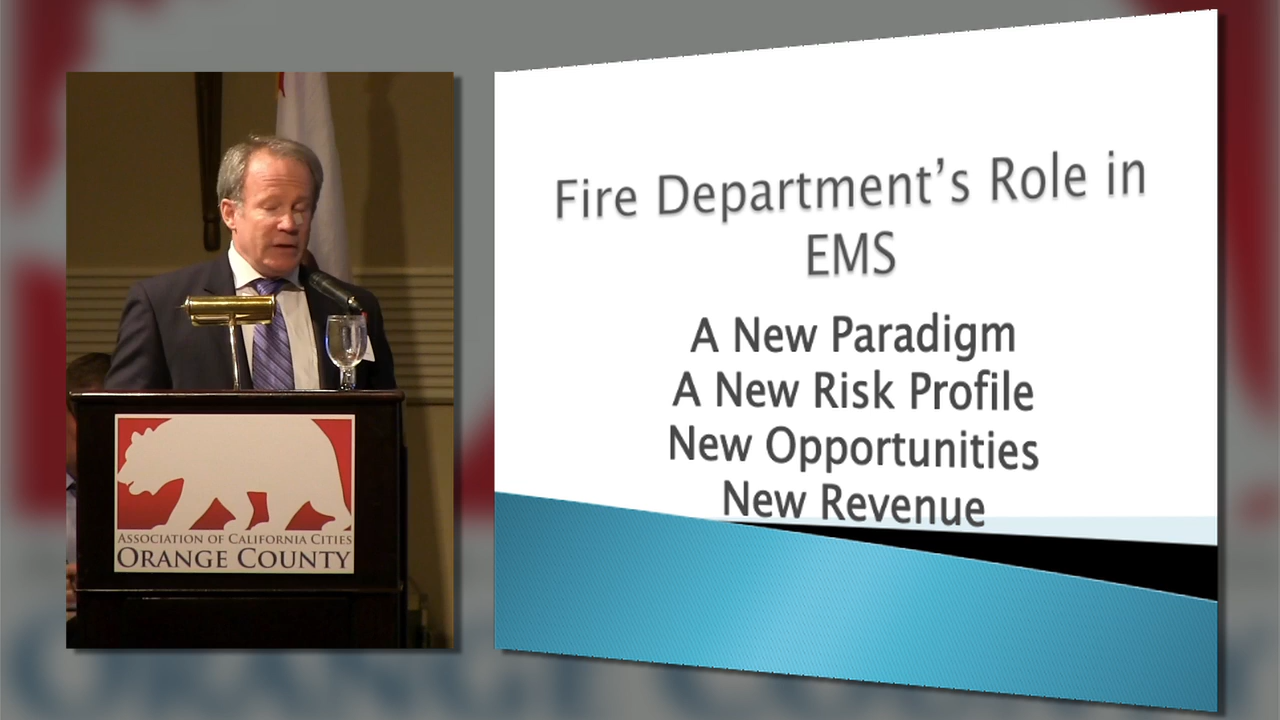 Fire Department's Role in
EMS
A New Paradigm
A New Risk Profile
New Opportunities
New Revenue
ASSOCIATION OF CALIFORNIA CITIES
ORANGE COUNTY